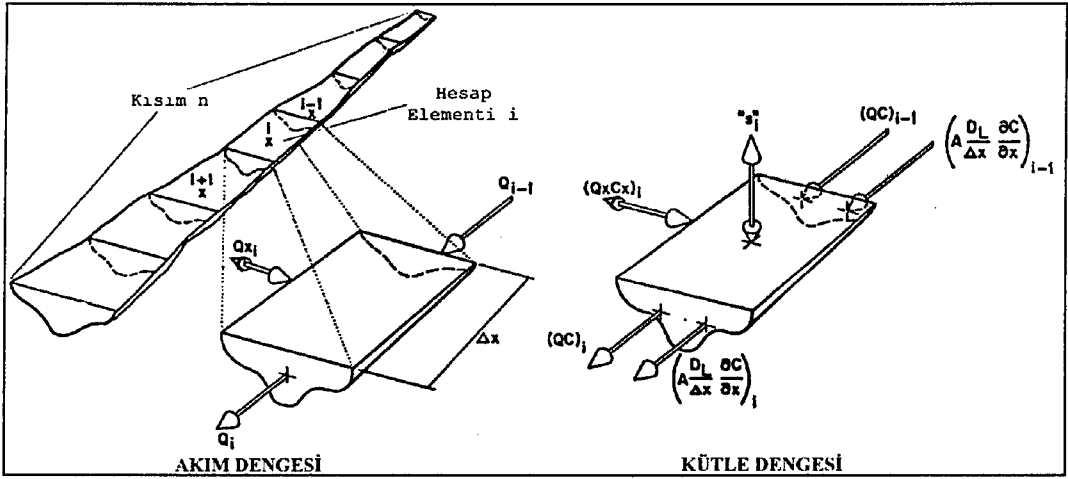 Kısım n
Hesap
Elementi i
i-1
x
i
x
i+1
x
Q_{i-1}
Qx_i
Δx
Q_i
AKIM DENGESİ
"s"_i
(QC)_{i-1}
(A D_L/Δx ∂C/∂x)_{i-1}
(QxCx)_i
(QC)_i
(A D_L/Δx ∂C/∂x)_i
KÜTLE DENGESİ